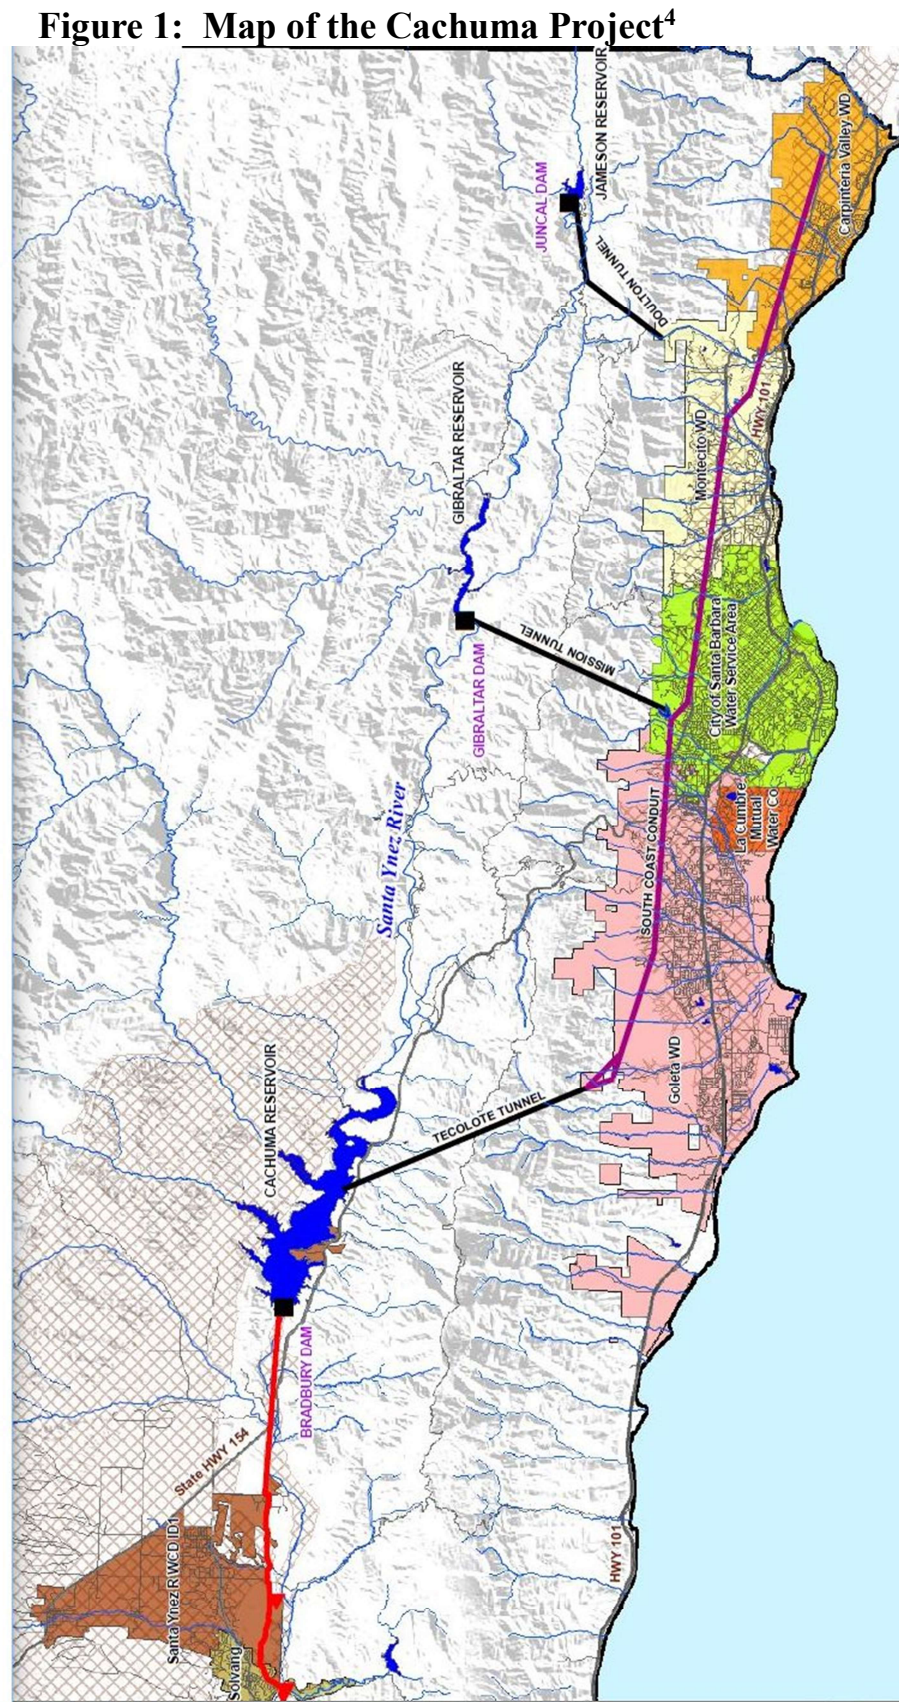 Figure 1: Map of the Cachuma Project4
JAMESON RESERVOIR
JUNCAL DAM
Carpinteria Valley WD
DOULTON TUNNEL
GIBRALTAR RESERVOIR
HWY 101
Montecito WD
MISSION TUNNEL
GIBRALTAR DAM
City of Santa Barbara
Water Service Area
Santa Ynez River
SOUTH COAST CONDUIT
La Cumbre
Mutual
Water Co
CACHUMA RESERVOIR
Goleta WD
TECOLOTE TUNNEL
BRADBURY DAM
State HWY 154
HWY 101
Santa Ynez RWCD ID1
Solvang